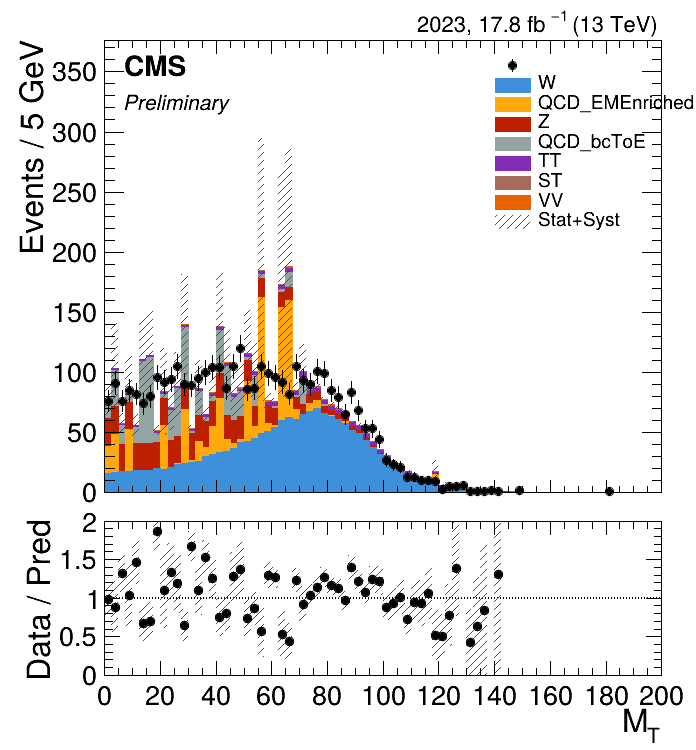 2023, 17.8 fb⁻¹ (13 TeV)
CMS
Preliminary
W
QCD_EMEnriched
Z
QCD_bcToE
TT
ST
VV
Stat+Syst
Events / 5 GeV
350
300
250
200
150
100
50
0
Data / Pred
2
1.5
1
0.5
0
0 20 40 60 80 100 120 140 160 180 200
M_T